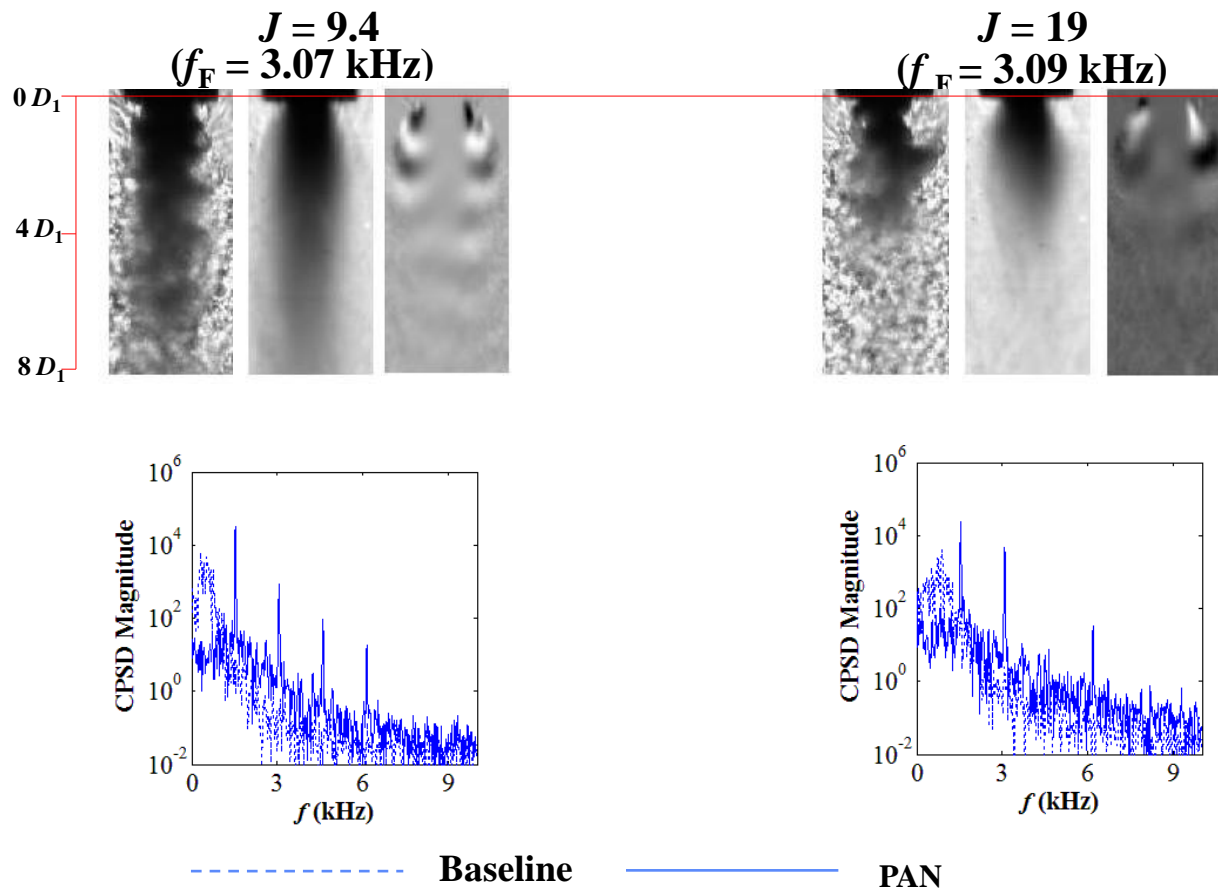 J = 9.4
(fF = 3.07 kHz)
J = 19
(f F = 3.09 kHz)
0 D1
4 D1
8 D1
10^6
10^4
10^2
10^0
10^-2
CPSD Magnitude
0 3 6 9
f (kHz)
10^6
10^4
10^2
10^0
10^-2
CPSD Magnitude
0 3 6 9
f (kHz)
Baseline
PAN